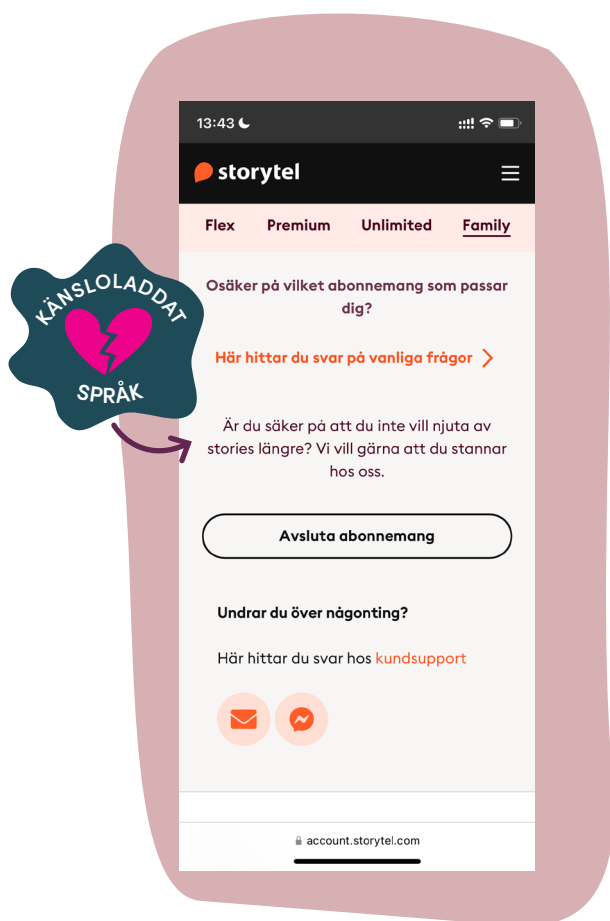 13:43
storytel
Flex Premium Unlimited Family
Osäker på vilket abonnemang som passar
dig?
Här hittar du svar på vanliga frågor
KÄNSLOLADDAT
SPRÅK
Är du säker på att du inte vill njuta av
stories längre? Vi vill gärna att du stannar
hos oss.
Avsluta abonnemang
Undrar du över någonting?
Här hittar du svar hos kundsupport
account.storytel.com